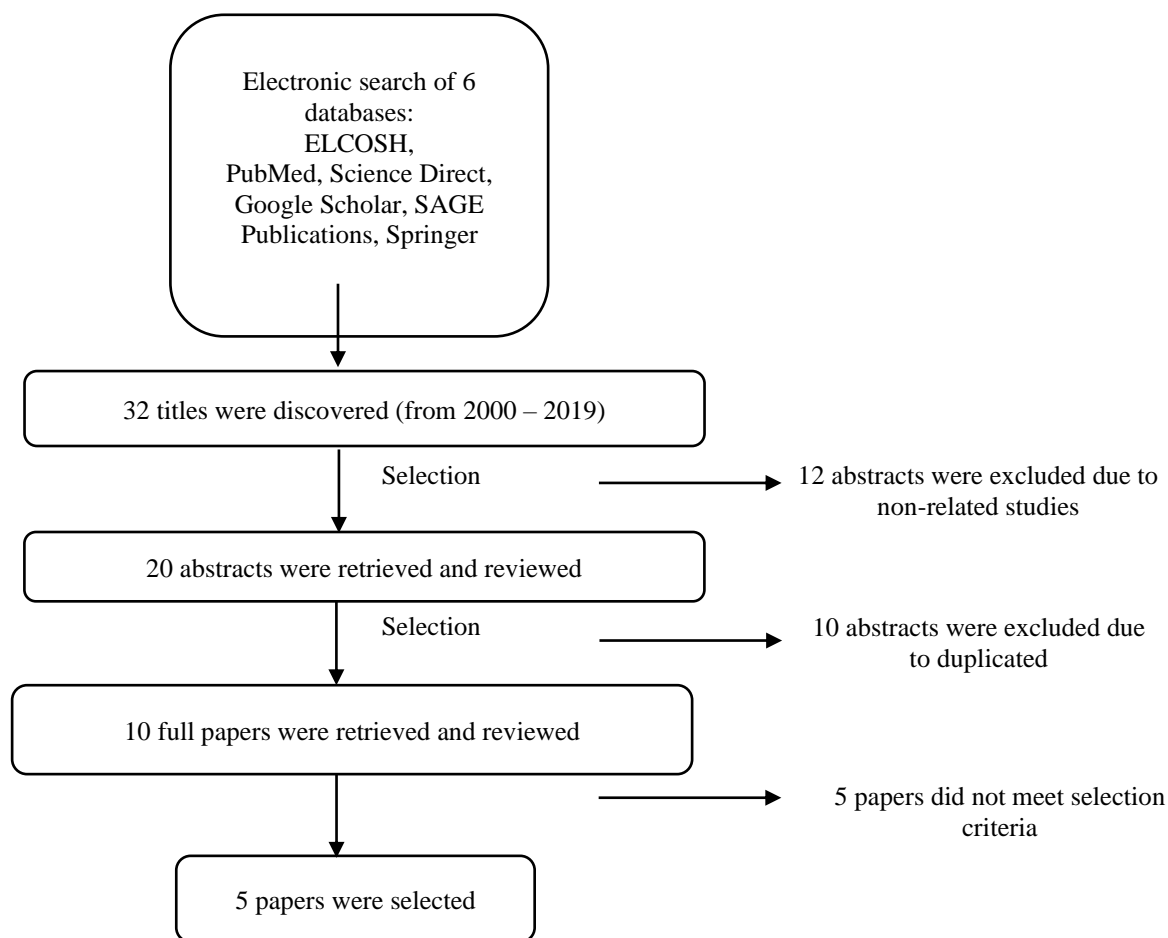 Electronic search of 6
databases:
ELCOSH,
PubMed, Science Direct,
Google Scholar, SAGE
Publications, Springer
32 titles were discovered (from 2000 – 2019)
Selection
12 abstracts were excluded due to
non-related studies
20 abstracts were retrieved and reviewed
Selection
10 abstracts were excluded due
to duplicated
10 full papers were retrieved and reviewed
5 papers did not meet selection
criteria
5 papers were selected